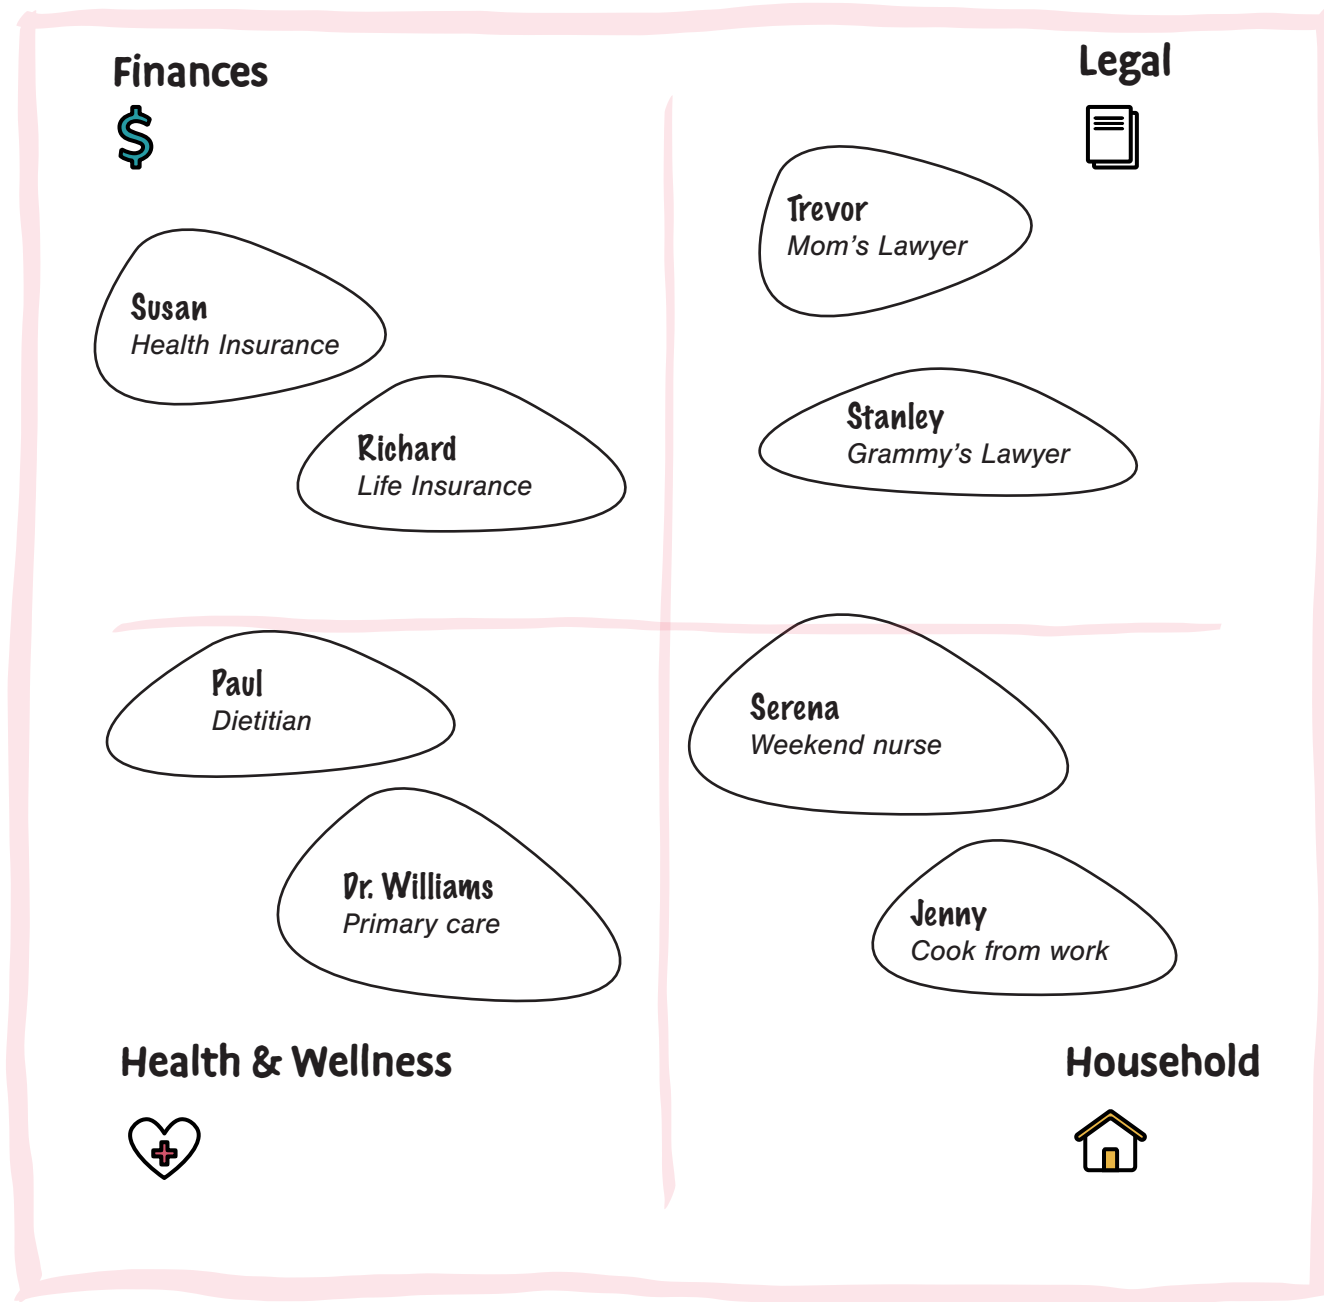 Finances
$
Susan
Health Insurance
Richard
Life Insurance
Legal
Trevor
Mom’s Lawyer
Stanley
Grammy’s Lawyer
Paul
Dietitian
Dr. Williams
Primary care
Health & Wellness
Serena
Weekend nurse
Jenny
Cook from work
Household